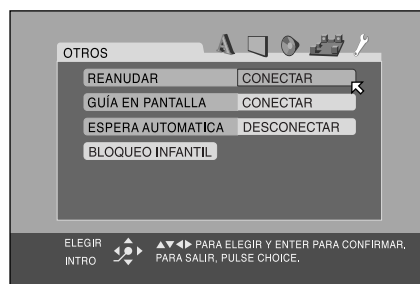 OTROS
REANUDAR CONECTAR
GUÍA EN PANTALLA CONECTAR
ESPERA AUTOMATICA DESCONECTAR
BLOQUEO INFANTIL
ELEGIR ▲▼◀▶ PARA ELEGIR Y ENTER PARA CONFIRMAR,
INTRO PARA SALIR, PULSE CHOICE.